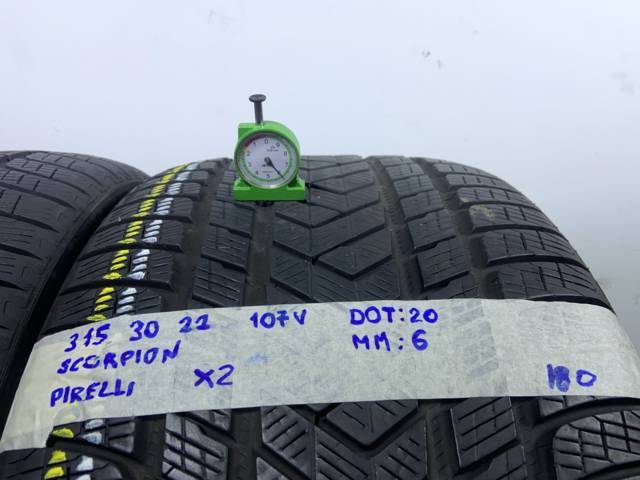 315 30 22 107V DOT:20
SCORPION MM:6
PIRELLI X2 180